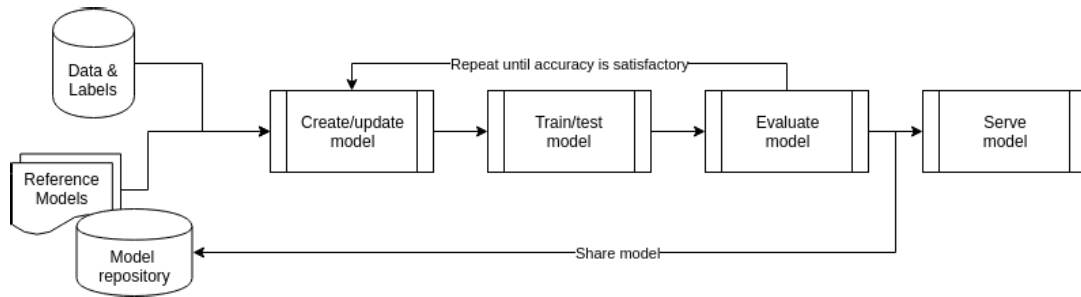 Data &
Labels
Repeat until accuracy is satisfactory
Create/update
model
Train/test
model
Evaluate
model
Serve
model
Reference
Models
Model
repository
Share model